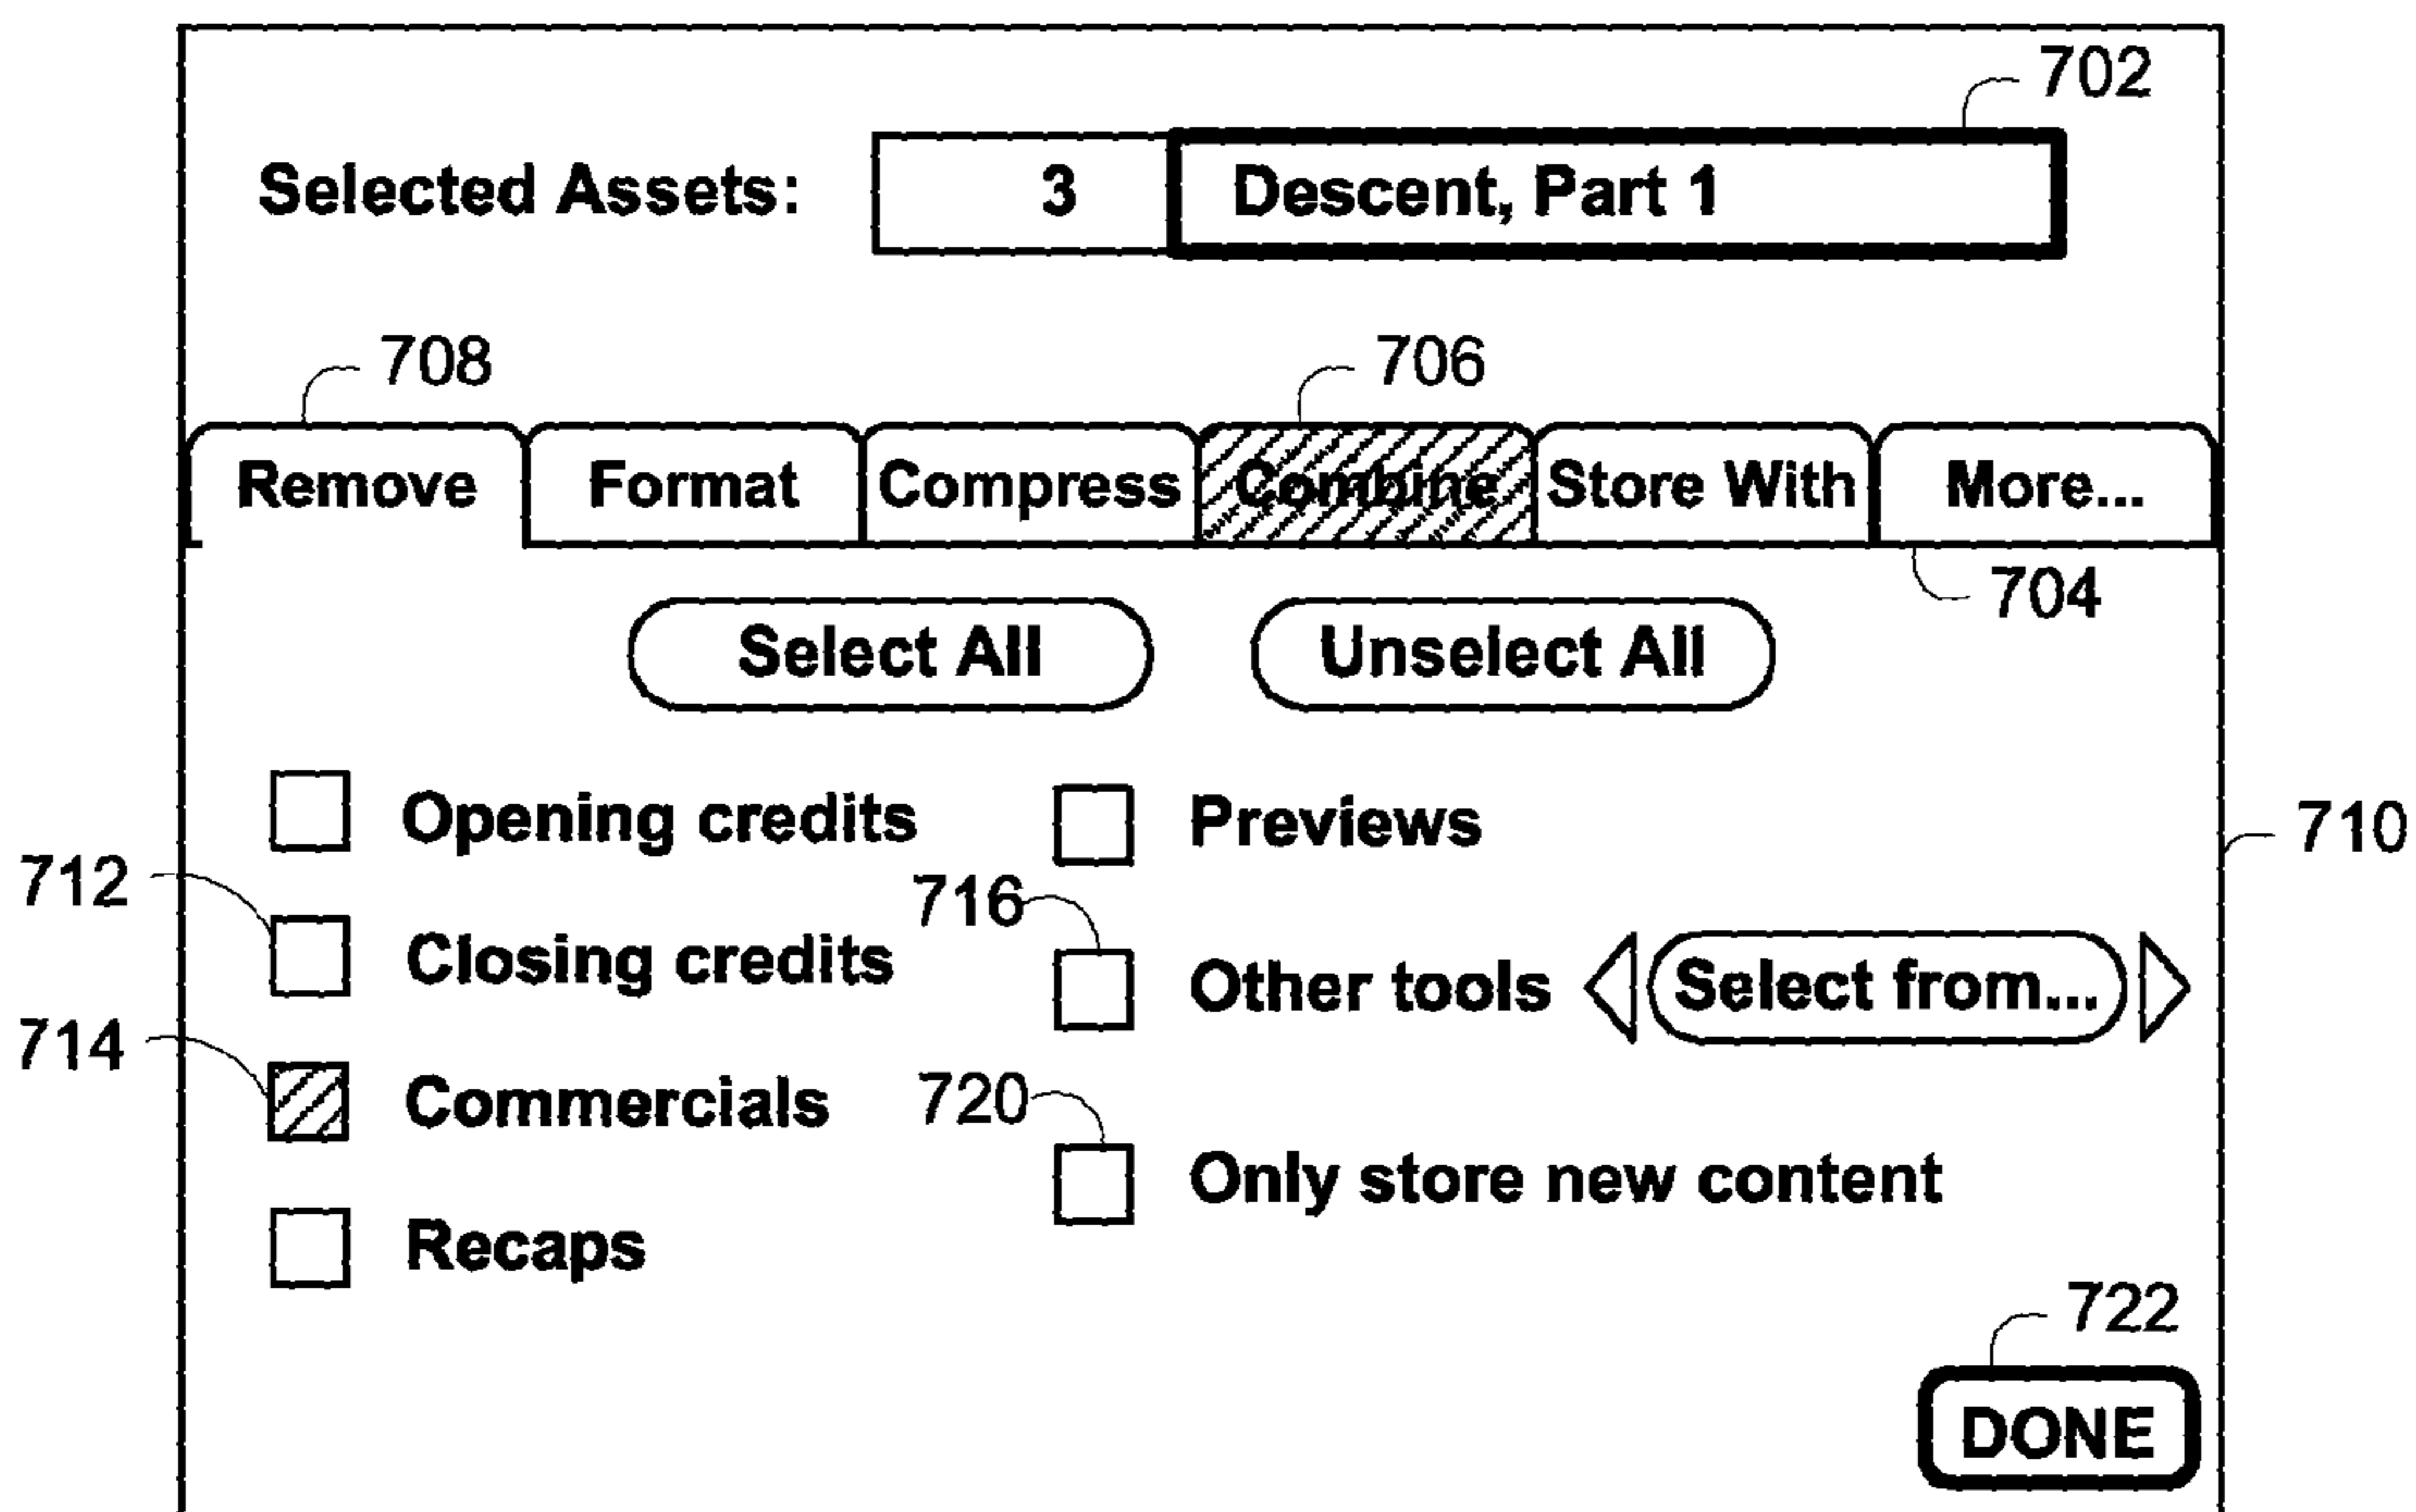 702
Selected Assets: 3 Descent, Part 1
708 706
Remove Format Compress Combine Store With More...
704
Select All Unselect All
Opening credits Previews
710
712 Closing credits
716 Other tools Select from...
714 Commercials
720 Only store new content
Recaps
722
DONE